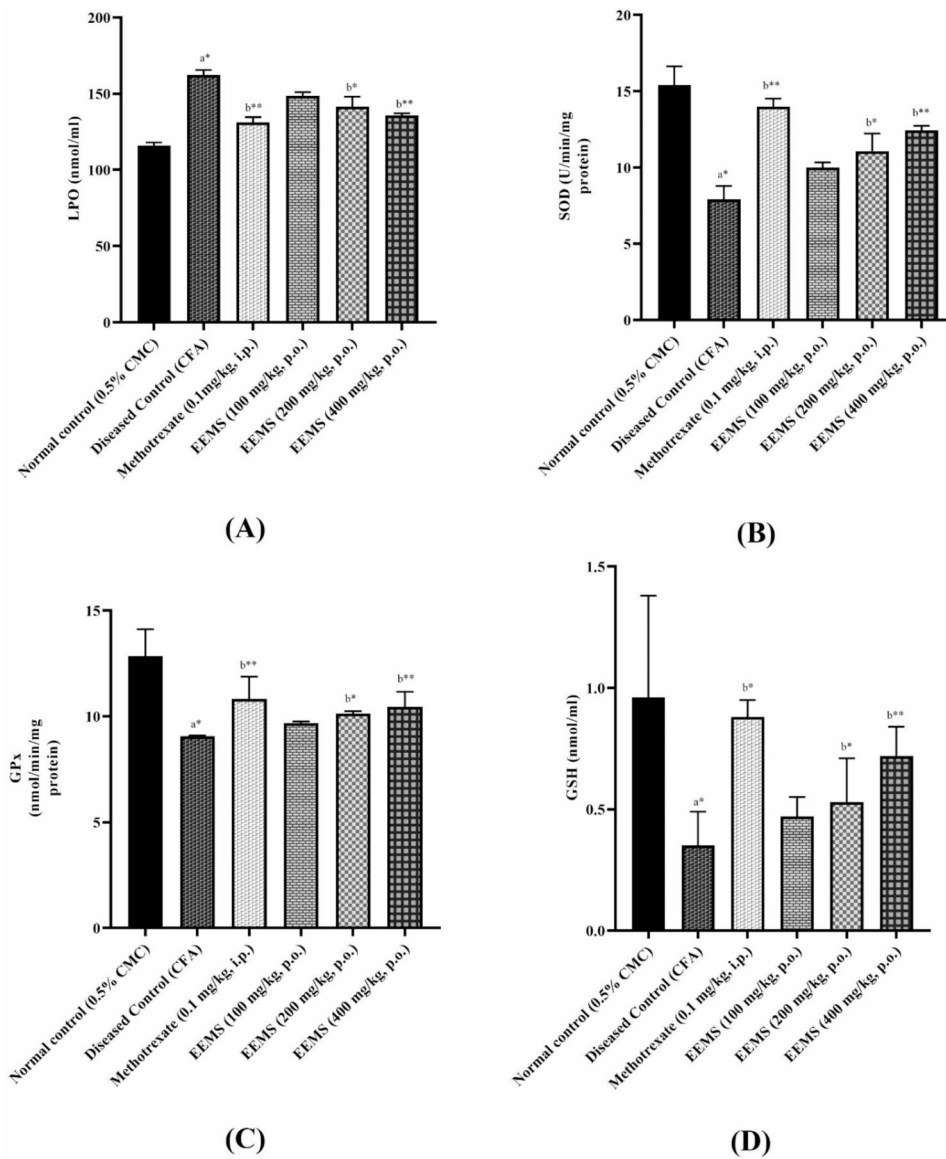 200
150
100
50
0
LPO (nmol/ml)
a*
b**
b*
b**
Normal control (0.5% CMC)
Diseased Control (CFA)
Methotrexate (0.1 mg/kg, i.p.)
EEMS (100 mg/kg, p.o.)
EEMS (200 mg/kg, p.o.)
EEMS (400 mg/kg, p.o.)
(A)
20
15
10
5
0
SOD (U/min/mg
protein)
a*
b**
b*
b**
Normal control (0.5% CMC)
Diseased Control (CFA)
Methotrexate (0.1 mg/kg, i.p.)
EEMS (100 mg/kg, p.o.)
EEMS (200 mg/kg, p.o.)
EEMS (400 mg/kg, p.o.)
(B)
15
10
5
0
GPx
(nmol/min/mg
protein)
a*
b**
b*
b**
Normal control (0.5% CMC)
Diseased Control (CFA)
Methotrexate (0.1 mg/kg, i.p.)
EEMS (100 mg/kg, p.o.)
EEMS (200 mg/kg, p.o.)
EEMS (400 mg/kg, p.o.)
(C)
1.5
1.0
0.5
0.0
GSH (nmol/ml)
a*
b*
b*
b**
Normal control (0.5% CMC)
Diseased Control (CFA)
Methotrexate (0.1 mg/kg, i.p.)
EEMS (100 mg/kg, p.o.)
EEMS (200 mg/kg, p.o.)
EEMS (400 mg/kg, p.o.)
(D)